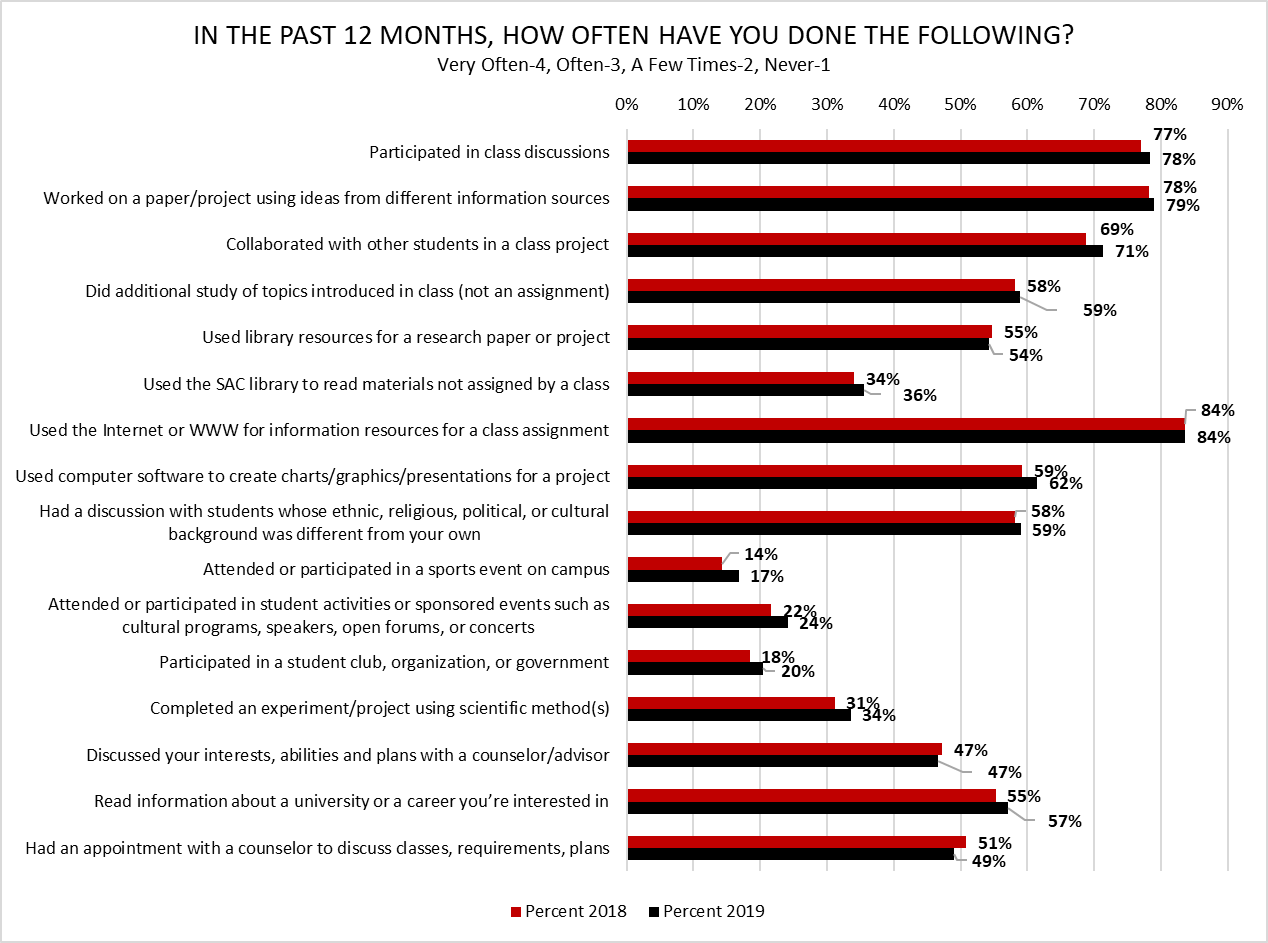 IN THE PAST 12 MONTHS, HOW OFTEN HAVE YOU DONE THE FOLLOWING?
Very Often-4, Often-3, A Few Times-2, Never-1
0% 10% 20% 30% 40% 50% 60% 70% 80% 90%
Participated in class discussions
77%
78%
Worked on a paper/project using ideas from different information sources
78%
79%
Collaborated with other students in a class project
69%
71%
Did additional study of topics introduced in class (not an assignment)
58%
59%
Used library resources for a research paper or project
55%
54%
Used the SAC library to read materials not assigned by a class
34%
36%
Used the Internet or WWW for information resources for a class assignment
84%
84%
Used computer software to create charts/graphics/presentations for a project
59%
62%
Had a discussion with students whose ethnic, religious, political, or cultural
background was different from your own
58%
59%
Attended or participated in a sports event on campus
14%
17%
Attended or participated in student activities or sponsored events such as
cultural programs, speakers, open forums, or concerts
22%
24%
Participated in a student club, organization, or government
18%
20%
Completed an experiment/project using scientific method(s)
31%
34%
Discussed your interests, abilities and plans with a counselor/advisor
47%
47%
Read information about a university or a career you’re interested in
55%
57%
Had an appointment with a counselor to discuss classes, requirements, plans
51%
49%
Percent 2018 Percent 2019